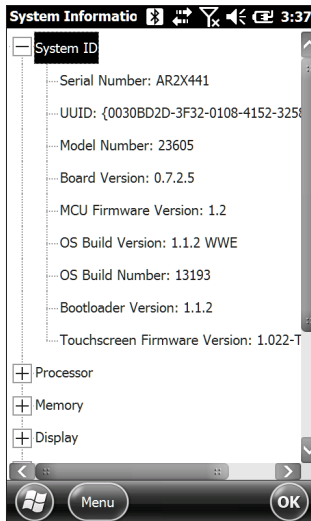 System Informatio 3:37
System ID
Serial Number: AR2X441
UUID: {0030BD2D-3F32-0108-4152-3258
Model Number: 23605
Board Version: 0.7.2.5
MCU Firmware Version: 1.2
OS Build Version: 1.1.2 WWE
OS Build Number: 13193
Bootloader Version: 1.1.2
Touchscreen Firmware Version: 1.022-T
Processor
Memory
Display
Menu OK